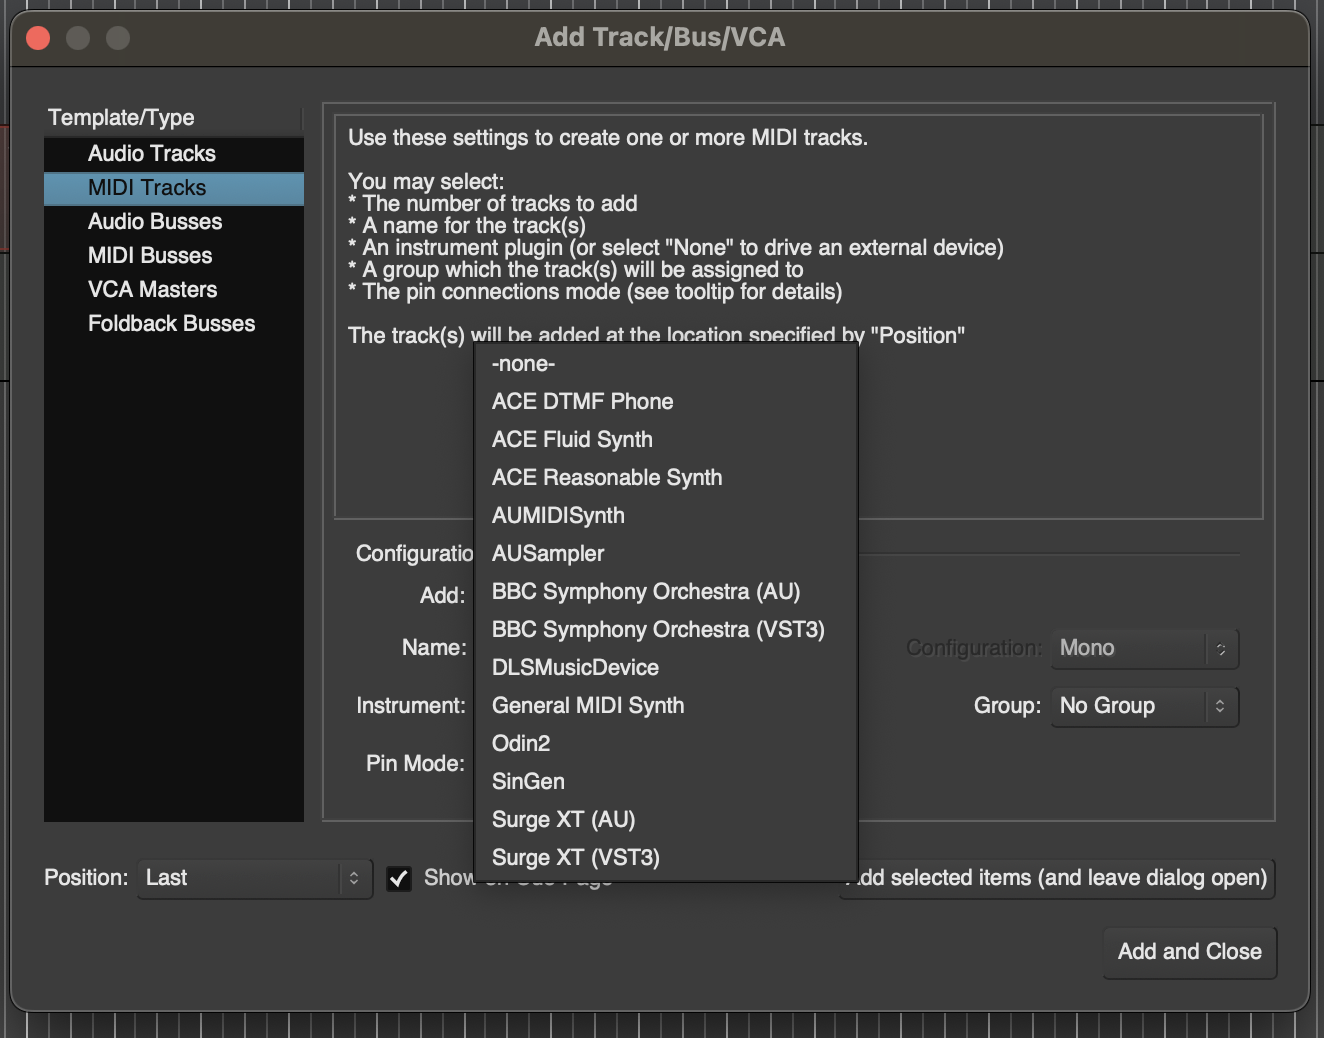 Add Track/Bus/VCA
Template/Type
Audio Tracks
MIDI Tracks
Audio Busses
MIDI Busses
VCA Masters
Foldback Busses
Use these settings to create one or more MIDI tracks.
You may select:
* The number of tracks to add
* A name for the track(s)
* An instrument plugin (or select "None" to drive an external device)
* A group which the track(s) will be assigned to
* The pin connections mode (see tooltip for details)
The track(s) will be added at the location specified by "Position"
-none-
ACE DTMF Phone
ACE Fluid Synth
ACE Reasonable Synth
AUMIDISynth
AUSampler
BBC Symphony Orchestra (AU)
BBC Symphony Orchestra (VST3)
DLSMusicDevice
General MIDI Synth
Odin2
SinGen
Surge XT (AU)
Surge XT (VST3)
Configuratio
Add:
Name:
Configuration: Mono
Instrument:
Group: No Group
Pin Mode:
Position: Last
Show on Cue Page
Add selected items (and leave dialog open)
Add and Close